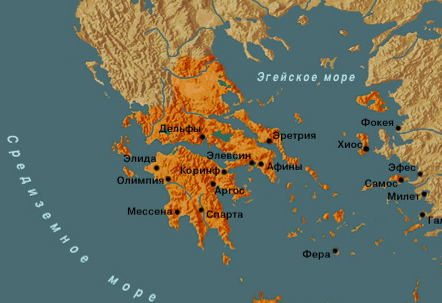 Эгейское море
Фокея
Дельфы
Эретрия
Хиос
Элевсин
Элида
Коринф
Афины
Эфес
Олимпия
Самос
Аргос
Милет
Мессена
Спарта
Гал
Фера
Средиземное море